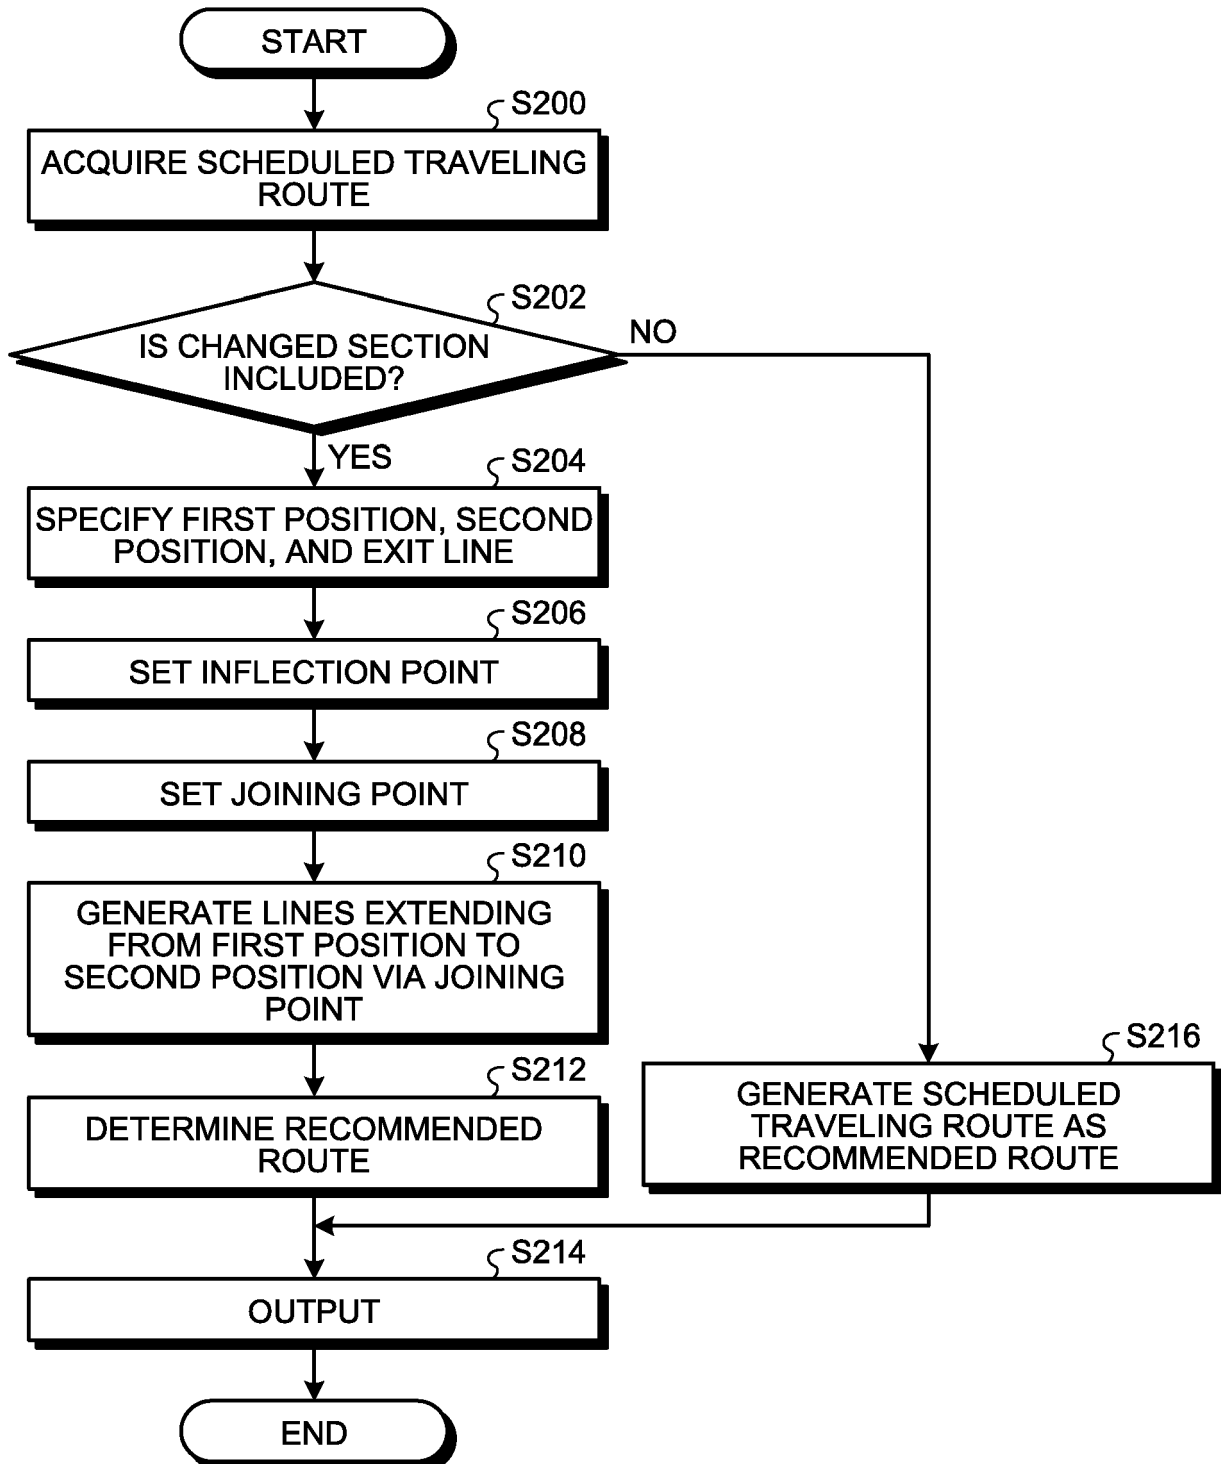 START
S200
ACQUIRE SCHEDULED TRAVELING
ROUTE
S202
IS CHANGED SECTION
INCLUDED?
NO
YES
S204
SPECIFY FIRST POSITION, SECOND
POSITION, AND EXIT LINE
S206
SET INFLECTION POINT
S208
SET JOINING POINT
S210
GENERATE LINES EXTENDING
FROM FIRST POSITION TO
SECOND POSITION VIA JOINING
POINT
S212
DETERMINE RECOMMENDED
ROUTE
S216
GENERATE SCHEDULED
TRAVELING ROUTE AS
RECOMMENDED ROUTE
S214
OUTPUT
END